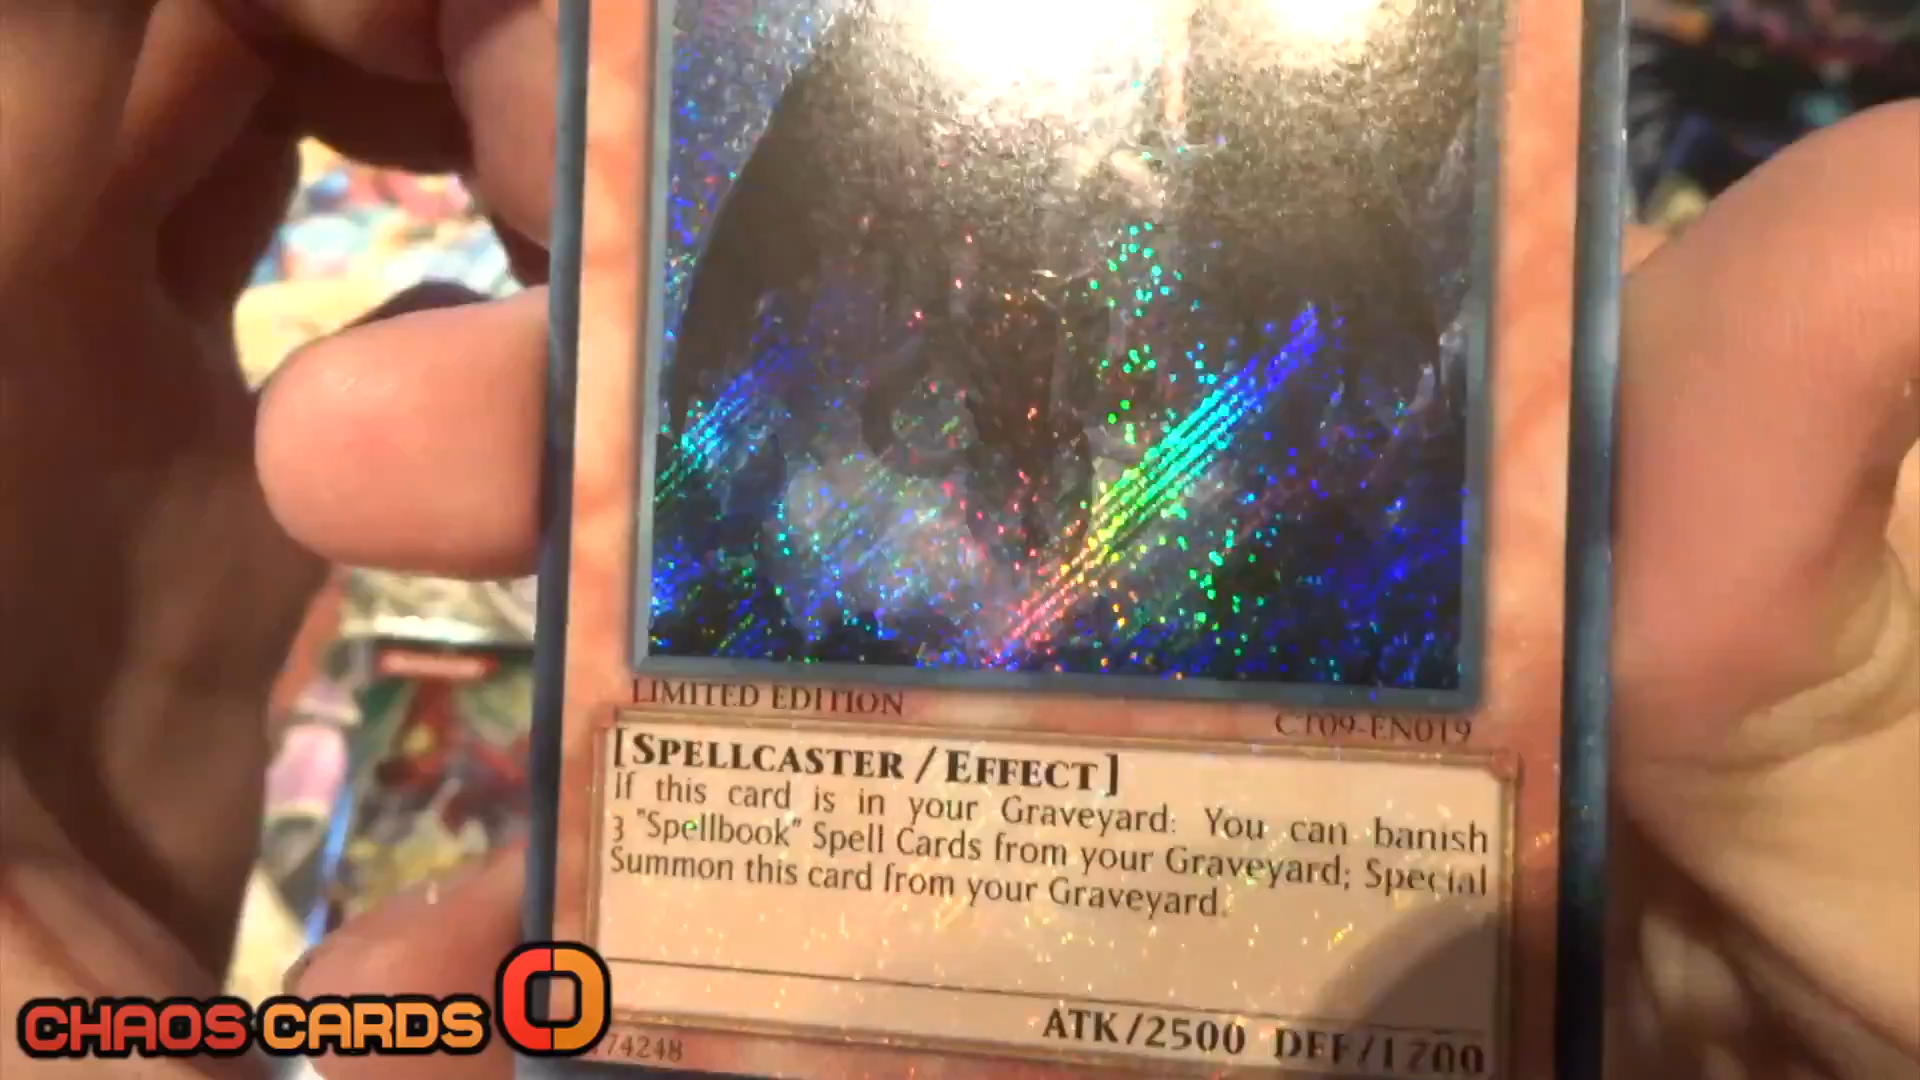 LIMITED EDITION
CT09-EN019
[SPELLCASTER / EFFECT]
If this card is in your Graveyard: You can banish
3 "Spellbook" Spell Cards from your Graveyard; Special
Summon this card from your Graveyard.
ATK/2500 DEF/1700
74248
CHAOS CARDS